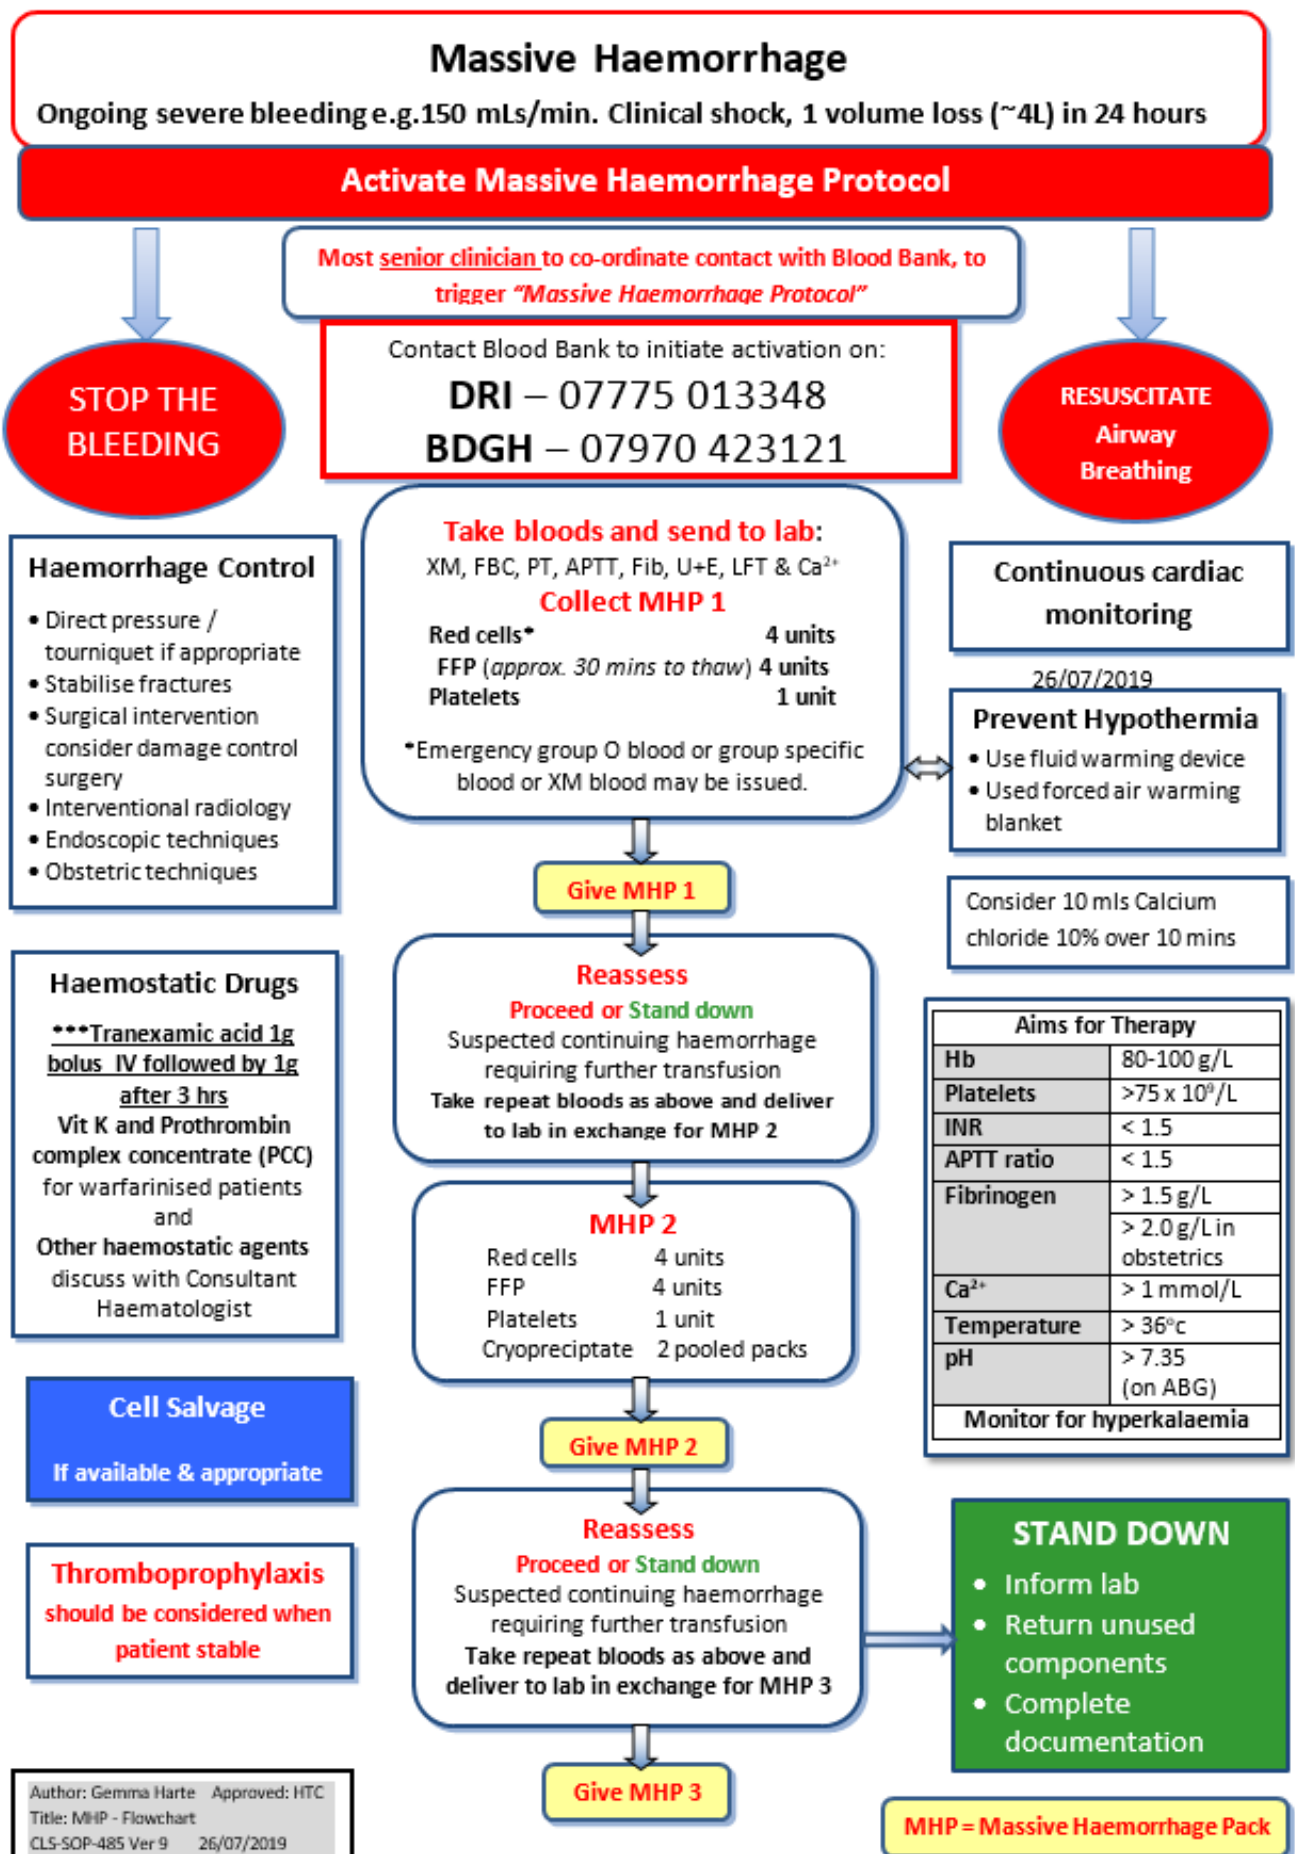 Massive Haemorrhage
Ongoing severe bleeding e.g.150 mLs/min. Clinical shock, 1 volume loss (~4L) in 24 hours
Activate Massive Haemorrhage Protocol
Most senior clinician to co-ordinate contact with Blood Bank, to
trigger “Massive Haemorrhage Protocol”
Contact Blood Bank to initiate activation on:
DRI – 07775 013348
BDGH – 07970 423121
STOP THE
BLEEDING
RESUSCITATE
Airway
Breathing
Haemorrhage Control
• Direct pressure /
tourniquet if appropriate
• Stabilise fractures
• Surgical intervention
consider damage control
surgery
• Interventional radiology
• Endoscopic techniques
• Obstetric techniques
Haemostatic Drugs
***Tranexamic acid 1g
bolus IV followed by 1g
after 3 hrs
Vit K and Prothrombin
complex concentrate (PCC)
for warfarinised patients
and
Other haemostatic agents
discuss with Consultant
Haematologist
Cell Salvage
If available & appropriate
Thromboprophylaxis
should be considered when
patient stable
Author: Gemma Harte Approved: HTC
Title: MHP - Flowchart
CLS-SOP-485 Ver 9 26/07/2019
Take bloods and send to lab:
XM, FBC, PT, APTT, Fib, U+E, LFT & Ca²⁺
Collect MHP 1
Red cells* 4 units
FFP (approx. 30 mins to thaw) 4 units
Platelets 1 unit
*Emergency group O blood or group specific
blood or XM blood may be issued.
Give MHP 1
Reassess
Proceed or Stand down
Suspected continuing haemorrhage
requiring further transfusion
Take repeat bloods as above and deliver
to lab in exchange for MHP 2
MHP 2
Red cells 4 units
FFP 4 units
Platelets 1 unit
Cryopreciptate 2 pooled packs
Give MHP 2
Reassess
Proceed or Stand down
Suspected continuing haemorrhage
requiring further transfusion
Take repeat bloods as above and
deliver to lab in exchange for MHP 3
Give MHP 3
Continuous cardiac
monitoring
26/07/2019
Prevent Hypothermia
• Use fluid warming device
• Used forced air warming
blanket
Consider 10 mls Calcium
chloride 10% over 10 mins
Aims for Therapy
Hb 80-100 g/L
Platelets >75 x 10⁹/L
INR < 1.5
APTT ratio < 1.5
Fibrinogen > 1.5 g/L
> 2.0 g/L in
obstetrics
Ca²⁺ > 1 mmol/L
Temperature > 36°c
pH > 7.35
(on ABG)
Monitor for hyperkalaemia
STAND DOWN
• Inform lab
• Return unused
components
• Complete
documentation
MHP = Massive Haemorrhage Pack